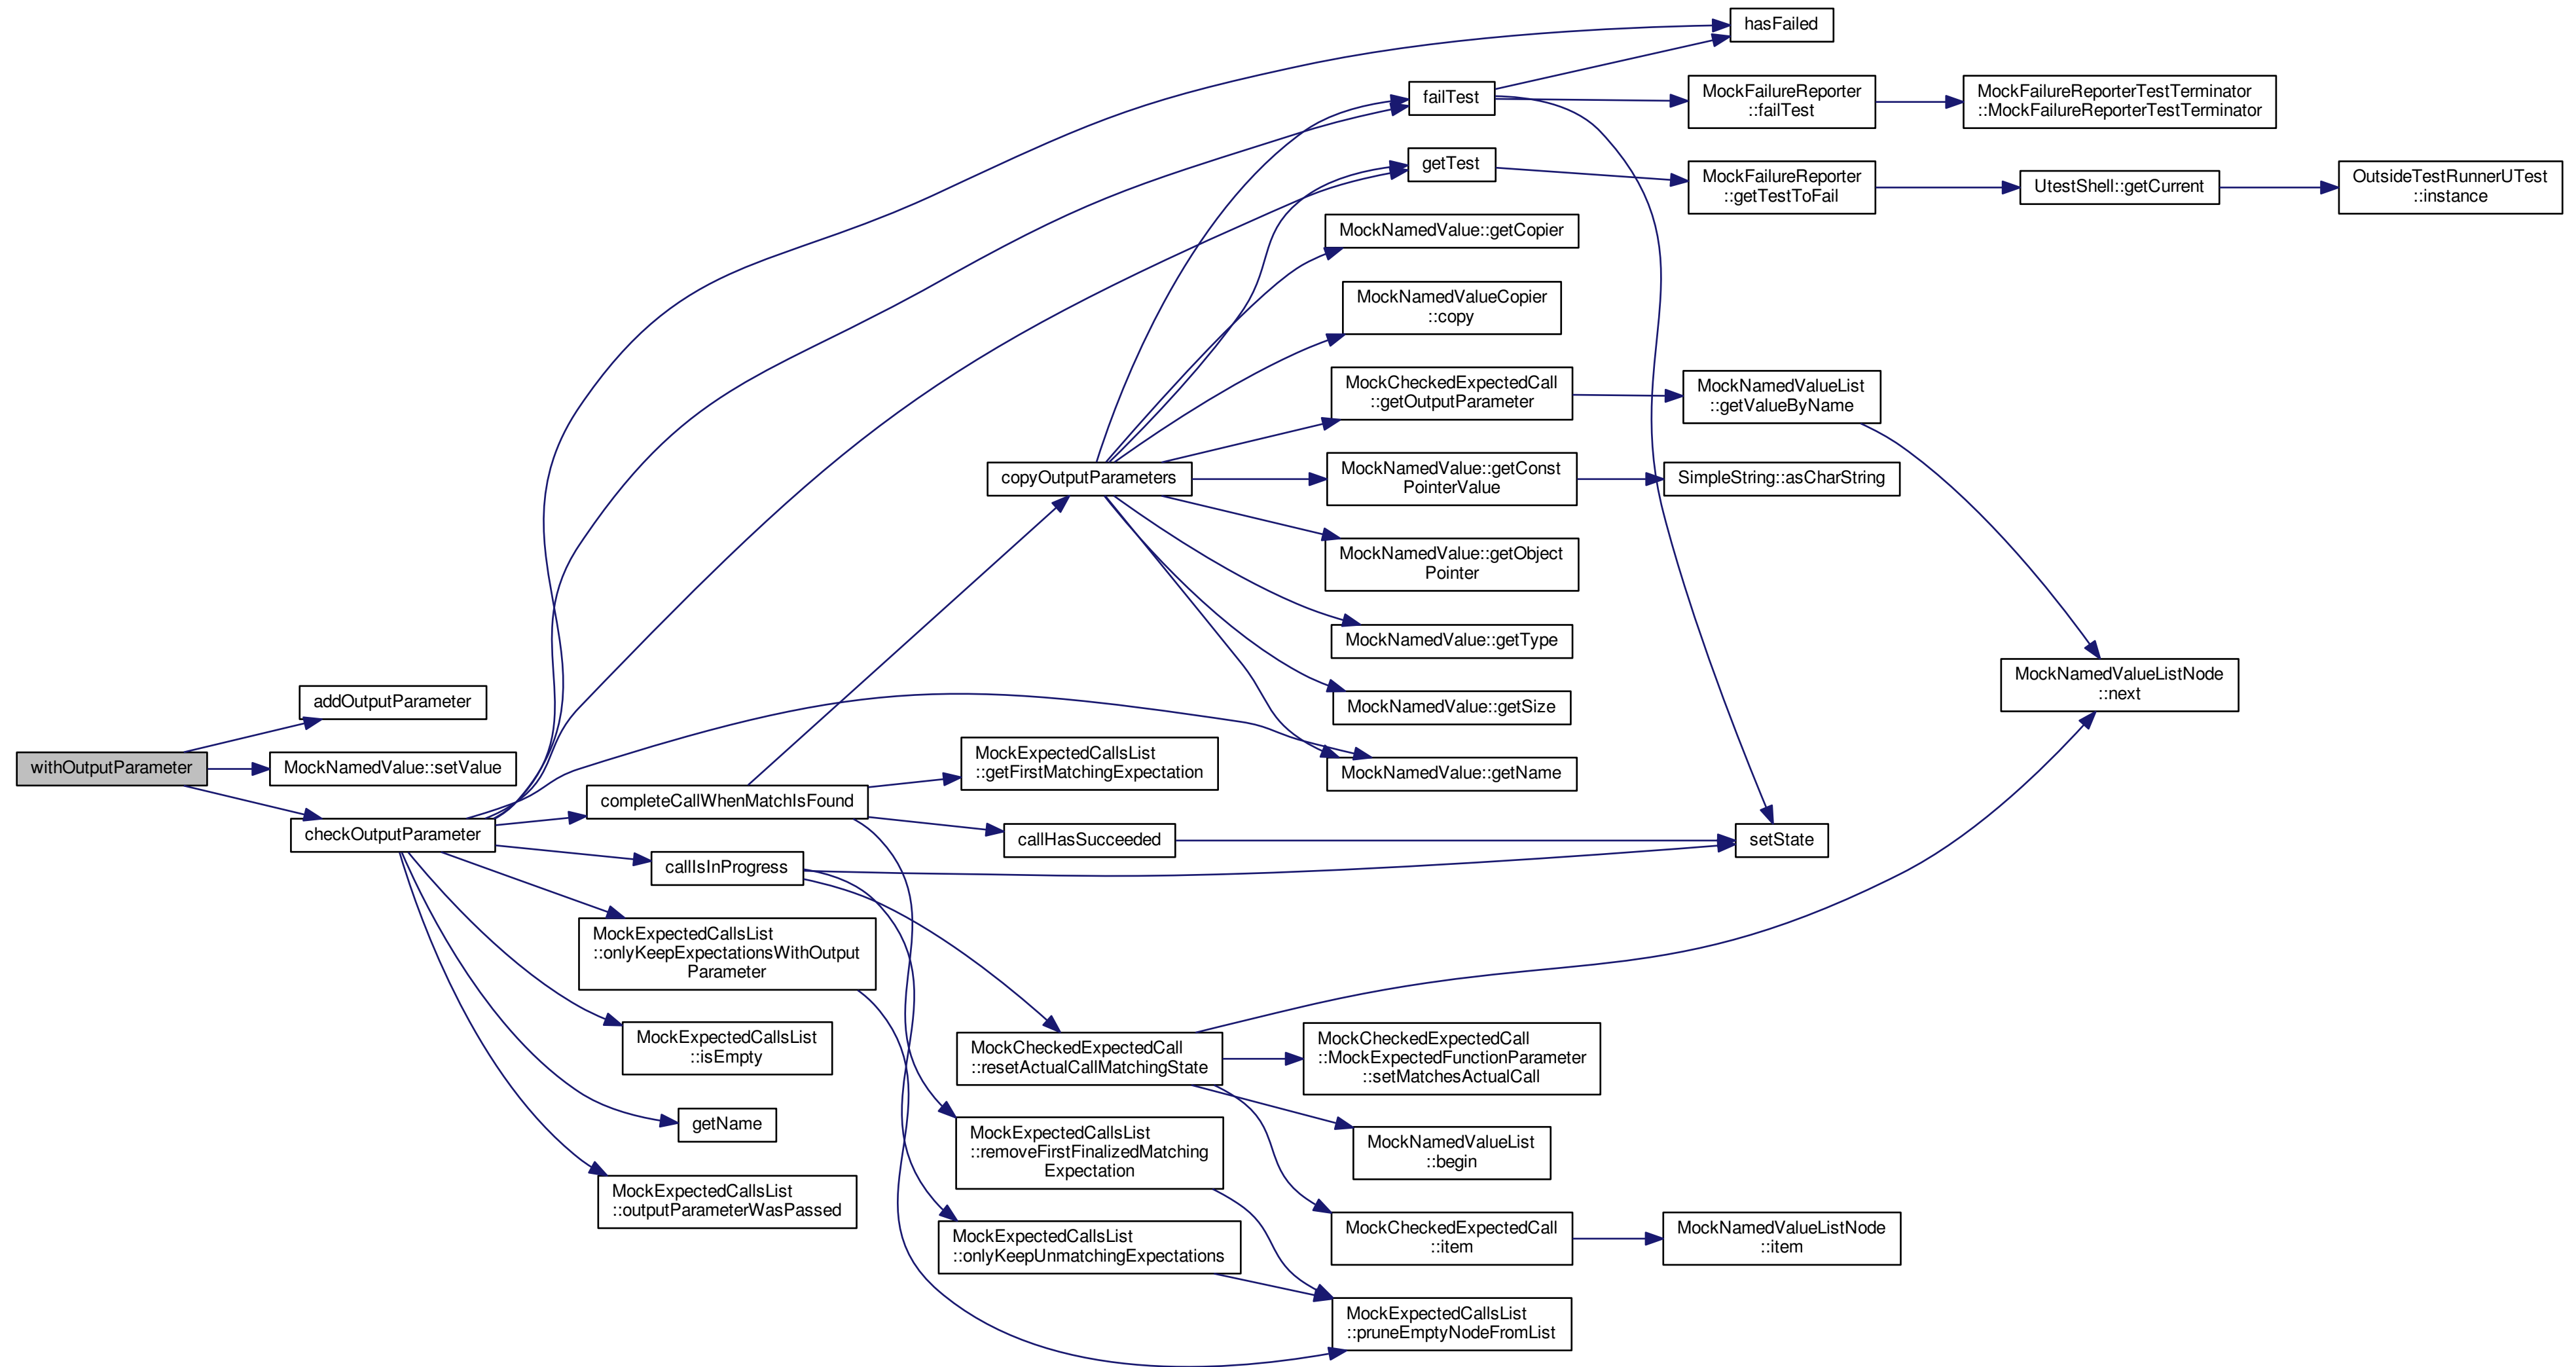 hasFailed
failTest
MockFailureReporter
::failTest
MockFailureReporterTestTerminator
::MockFailureReporterTestTerminator
getTest
MockFailureReporter
::getTestToFail
UtestShell::getCurrent
OutsideTestRunnerUTest
::instance
MockNamedValue::getCopier
MockNamedValueCopier
::copy
MockCheckedExpectedCall
::getOutputParameter
MockNamedValueList
::getValueByName
copyOutputParameters
MockNamedValue::getConst
PointerValue
SimpleString::asCharString
MockNamedValue::getObject
Pointer
MockNamedValue::getType
MockNamedValueListNode
::next
addOutputParameter
MockNamedValue::getSize
withOutputParameter
MockNamedValue::setValue
MockExpectedCallsList
::getFirstMatchingExpectation
MockNamedValue::getName
completeCallWhenMatchIsFound
checkOutputParameter
callHasSucceeded
setState
callIsInProgress
MockExpectedCallsList
::onlyKeepExpectationsWithOutput
Parameter
MockExpectedCallsList
::isEmpty
MockCheckedExpectedCall
::resetActualCallMatchingState
MockCheckedExpectedCall
::MockExpectedFunctionParameter
::setMatchesActualCall
getName
MockExpectedCallsList
::removeFirstFinalizedMatching
Expectation
MockNamedValueList
::begin
MockExpectedCallsList
::outputParameterWasPassed
MockExpectedCallsList
::onlyKeepUnmatchingExpectations
MockCheckedExpectedCall
::item
MockNamedValueListNode
::item
MockExpectedCallsList
::pruneEmptyNodeFromList